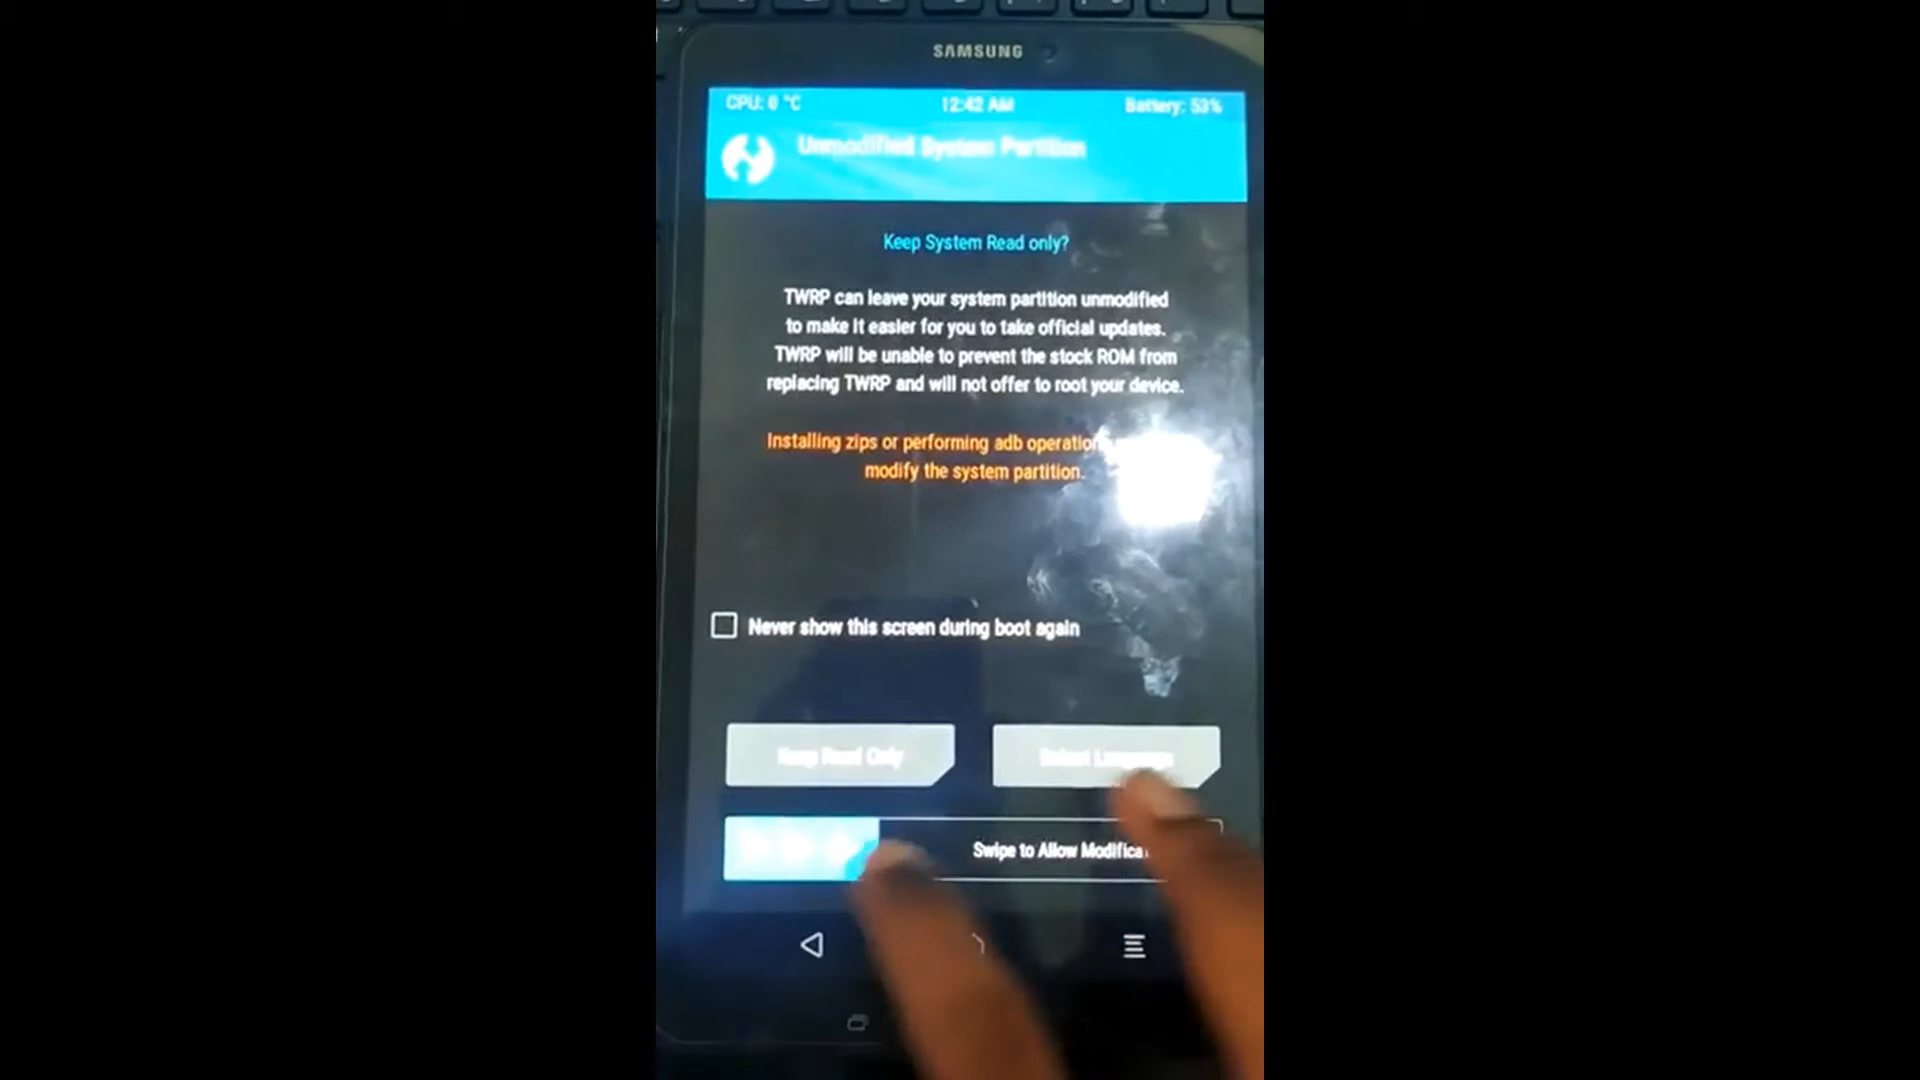 SAMSUNG
CPU: 0 °C 12:42 AM Battery: 53%
Unmodified System Partition
Keep System Read only?
TWRP can leave your system partition unmodified
to make it easier for you to take official updates.
TWRP will be unable to prevent the stock ROM from
replacing TWRP and will not offer to root your device.
Installing zips or performing adb
modify the system partition.
Never show this screen during boot again
Keep Read Only Select Language
Swipe to Allow